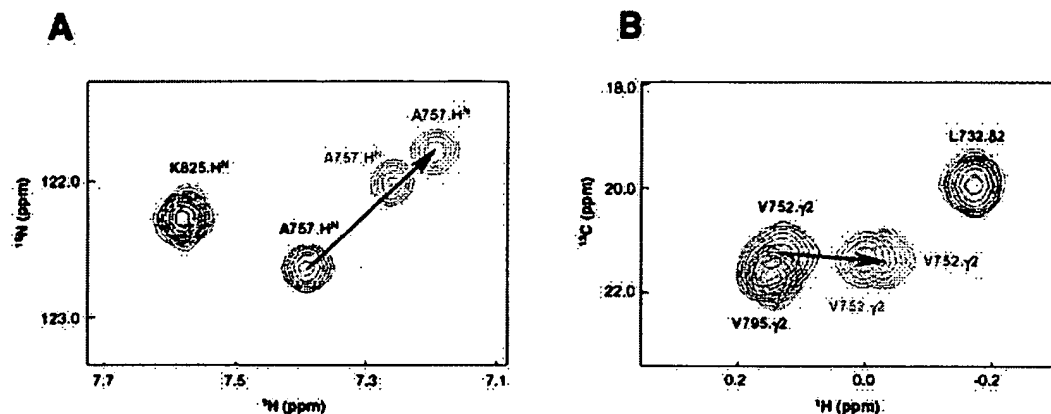 A
B
A757.Hᴺ
A757.Hᴺ
K825.Hᴺ
A757.Hᴺ
122.0
123.0
¹⁵N (ppm)
7.7
7.5
7.3
7.1
¹H (ppm)
18.0
20.0
22.0
¹³C (ppm)
L732.δ2
V752.γ2
V752.γ2
V752.γ2
V795.γ2
0.2
0.0
-0.2
¹H (ppm)